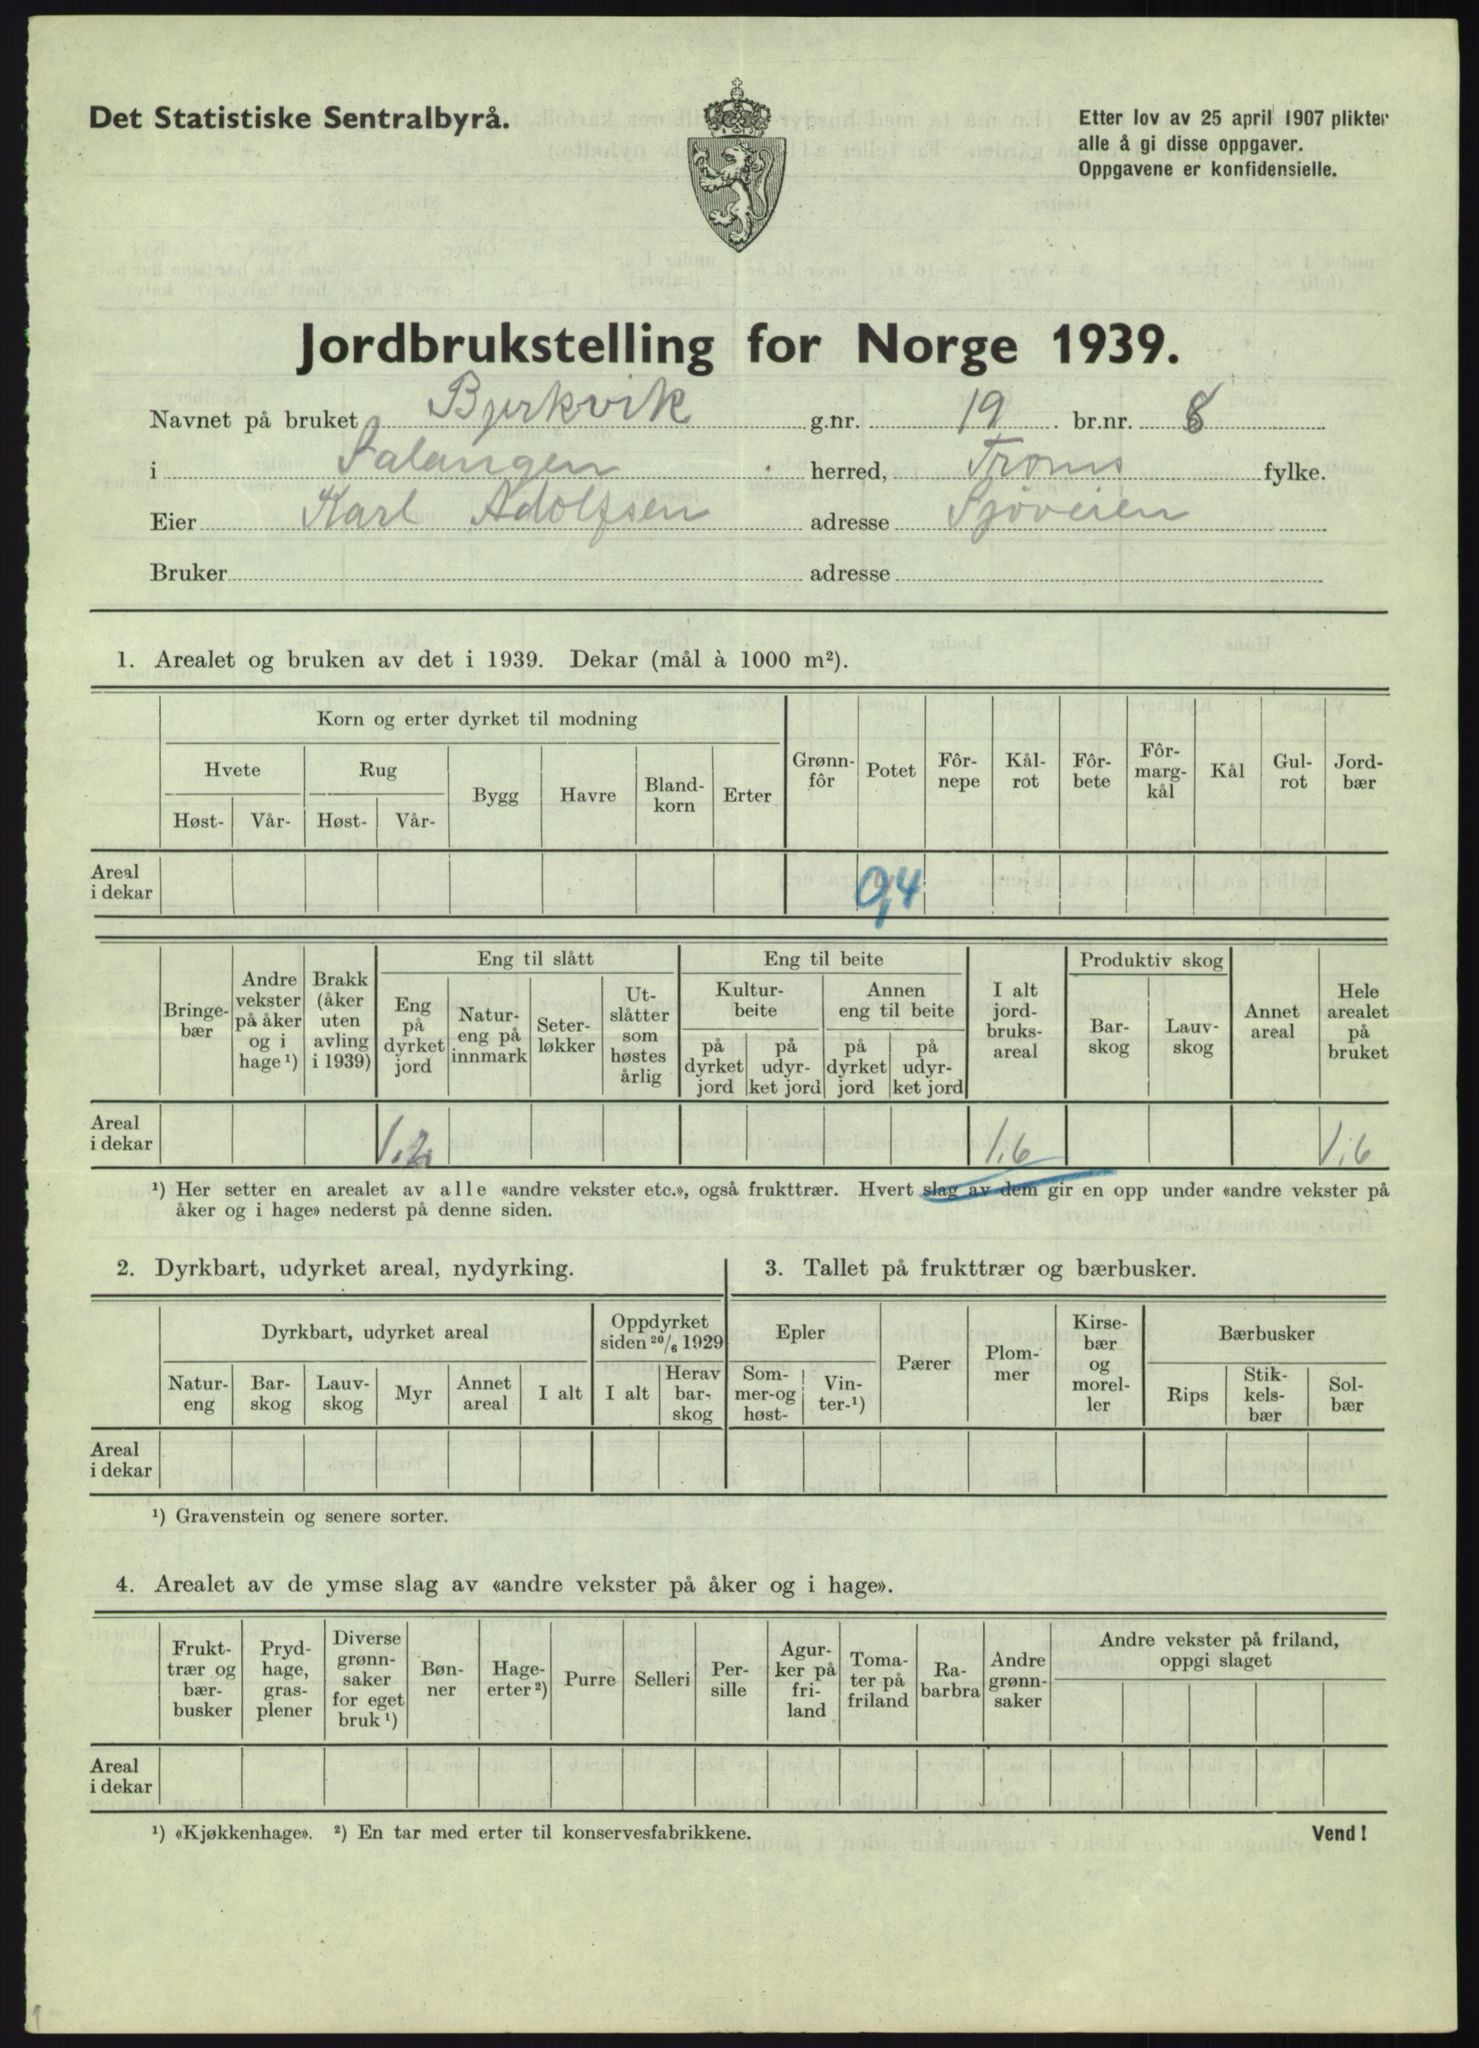 Det Statistiske Sentralbyrå.
Etter lov av 25 april 1907 plikter
alle å gi disse oppgaver.
Oppgavene er konfidensielle.
Jordbrukstelling for Norge 1939.
Navnet på bruket Bjerkvik g.nr. 19 br.nr. 8
i Salangen herred, Troms fylke.
Eier Karl Adolfsen adresse Sjøveien
Bruker adresse
1. Arealet og bruken av det i 1939. Dekar (mål à 1000 m²).
Korn og erter dyrket til modning
Hvete Rug Bygg Havre Bland-korn Erter
Høst- Vår- Høst- Vår-
Grønn-fôr Potet Fôr-nepe Kål-rot Fôr-bete Fôr-marg-kål Kål Gul-rot Jord-bær
Areal i dekar 0,4
Bringe-bær Andre vekster på åker og i hage ¹) Brakk (åker uten avling i 1939)
Eng til slått
Eng på dyrket jord Natur-eng på innmark Seter-løkker Ut-slåtter som høstes årlig
Eng til beite
Kultur-beite Annen eng til beite
på dyrket jord på udyr-ket jord på dyrket jord på udyr-ket jord
I alt jord-bruks-areal
Produktiv skog
Bar-skog Lauv-skog
Annet areal Hele arealet på bruket
Areal i dekar 1,2 1,6 1,6
¹) Her setter en arealet av alle «andre vekster etc.», også frukttrær. Hvert slag av dem gir en opp under «andre vekster på
åker og i hage» nederst på denne siden.
2. Dyrkbart, udyrket areal, nydyrking.
Dyrkbart, udyrket areal Oppdyrket siden 20/6 1929
Natur-eng Bar-skog Lauv-skog Myr Annet areal I alt I alt Herav bar-skog
Areal i dekar
3. Tallet på frukttrær og bærbusker.
Epler Pærer Plom-mer Kirse-bær og morel-ler Bærbusker
Som-mer-og høst- Vin-ter-¹) Rips Stik-kels-bær Sol-bær
¹) Gravenstein og senere sorter.
4. Arealet av de ymse slag av «andre vekster på åker og i hage».
Frukt-trær og bær-busker Pryd-hage, gras-plener Diverse grønn-saker for eget bruk ¹) Bøn-ner Hage-erter ²) Purre Selleri Per-sille Agur-ker på fri-land Toma-ter på friland Ra-barbra Andre grønn-saker Andre vekster på friland, oppgi slaget
Areal i dekar
¹) «Kjøkkenhage». ²) En tar med erter til konservesfabrikkene.
Vend!